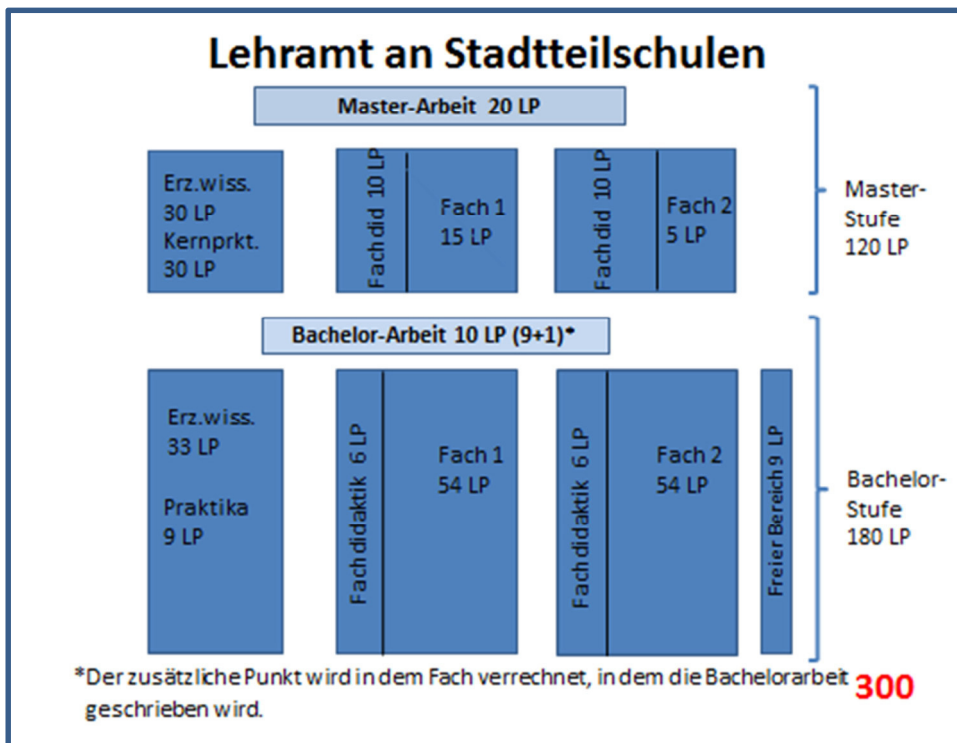 Lehramt an Stadtteilschulen
Master-Arbeit 20 LP
Erz.wiss.
30 LP
Kernprkt.
30 LP
Fachdid 10 LP
Fach 1
15 LP
Fachdid 10 LP
Fach 2
5 LP
Master-
Stufe
120 LP
Bachelor-Arbeit 10 LP (9+1)*
Erz.wiss.
33 LP
Praktika
9 LP
Fachdidaktik 6 LP
Fach 1
54 LP
Fachdidaktik 6 LP
Fach 2
54 LP
Freier Bereich 9 LP
Bachelor-
Stufe
180 LP
*Der zusätzliche Punkt wird in dem Fach verrechnet, in dem die Bachelorarbeit
geschrieben wird.
300